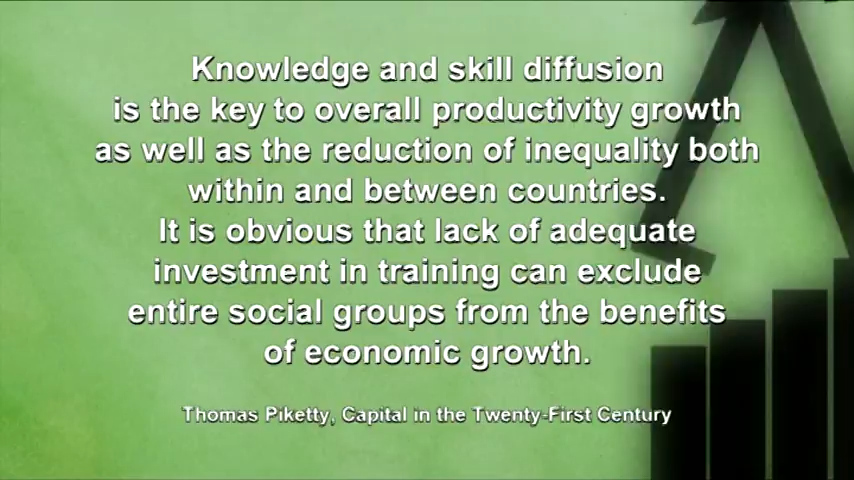 Knowledge and skill diffusion
is the key to overall productivity growth
as well as the reduction of inequality both
within and between countries.
It is obvious that lack of adequate
investment in training can exclude
entire social groups from the benefits
of economic growth.
Thomas Piketty, Capital in the Twenty-First Century